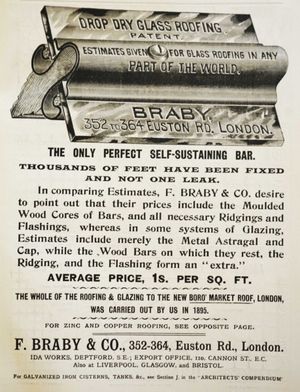 DROP DRY GLASS ROOFING.
PATENT.
ESTIMATES GIVEN FOR GLASS ROOFING IN ANY
PART OF THE WORLD.
BRABY.
352 TO 364 EUSTON RD. LONDON.
THE ONLY PERFECT SELF-SUSTAINING BAR.
THOUSANDS OF FEET HAVE BEEN FIXED
AND NOT ONE LEAK.
In comparing Estimates, F. BRABY & CO. desire
to point out that their prices include the Moulded
Wood Cores of Bars, and all necessary Ridgings and
Flashings, whereas in some systems of Glazing,
Estimates include merely the Metal Astragal and
Cap, while the Wood Bars on which they rest, the
Ridging, and the Flashing form an "extra."
AVERAGE PRICE, 1S. PER SQ. FT.
THE WHOLE OF THE ROOFING & GLAZING TO THE NEW BORO' MARKET ROOF, LONDON,
WAS CARRIED OUT BY US IN 1895.
FOR ZINC AND COPPER ROOFING, SEE OPPOSITE PAGE.
F. BRABY & CO., 352-364, Euston Rd., London.
IDA WORKS, DEPTFORD, S.E.; EXPORT OFFICE, 110, CANNON ST., E.C.
Also at LIVERPOOL, GLASGOW, and BRISTOL.
For GALVANIZED IRON CISTERNS, TANKS, &c., see Section J. in the "ARCHITECTS' COMPENDIUM"